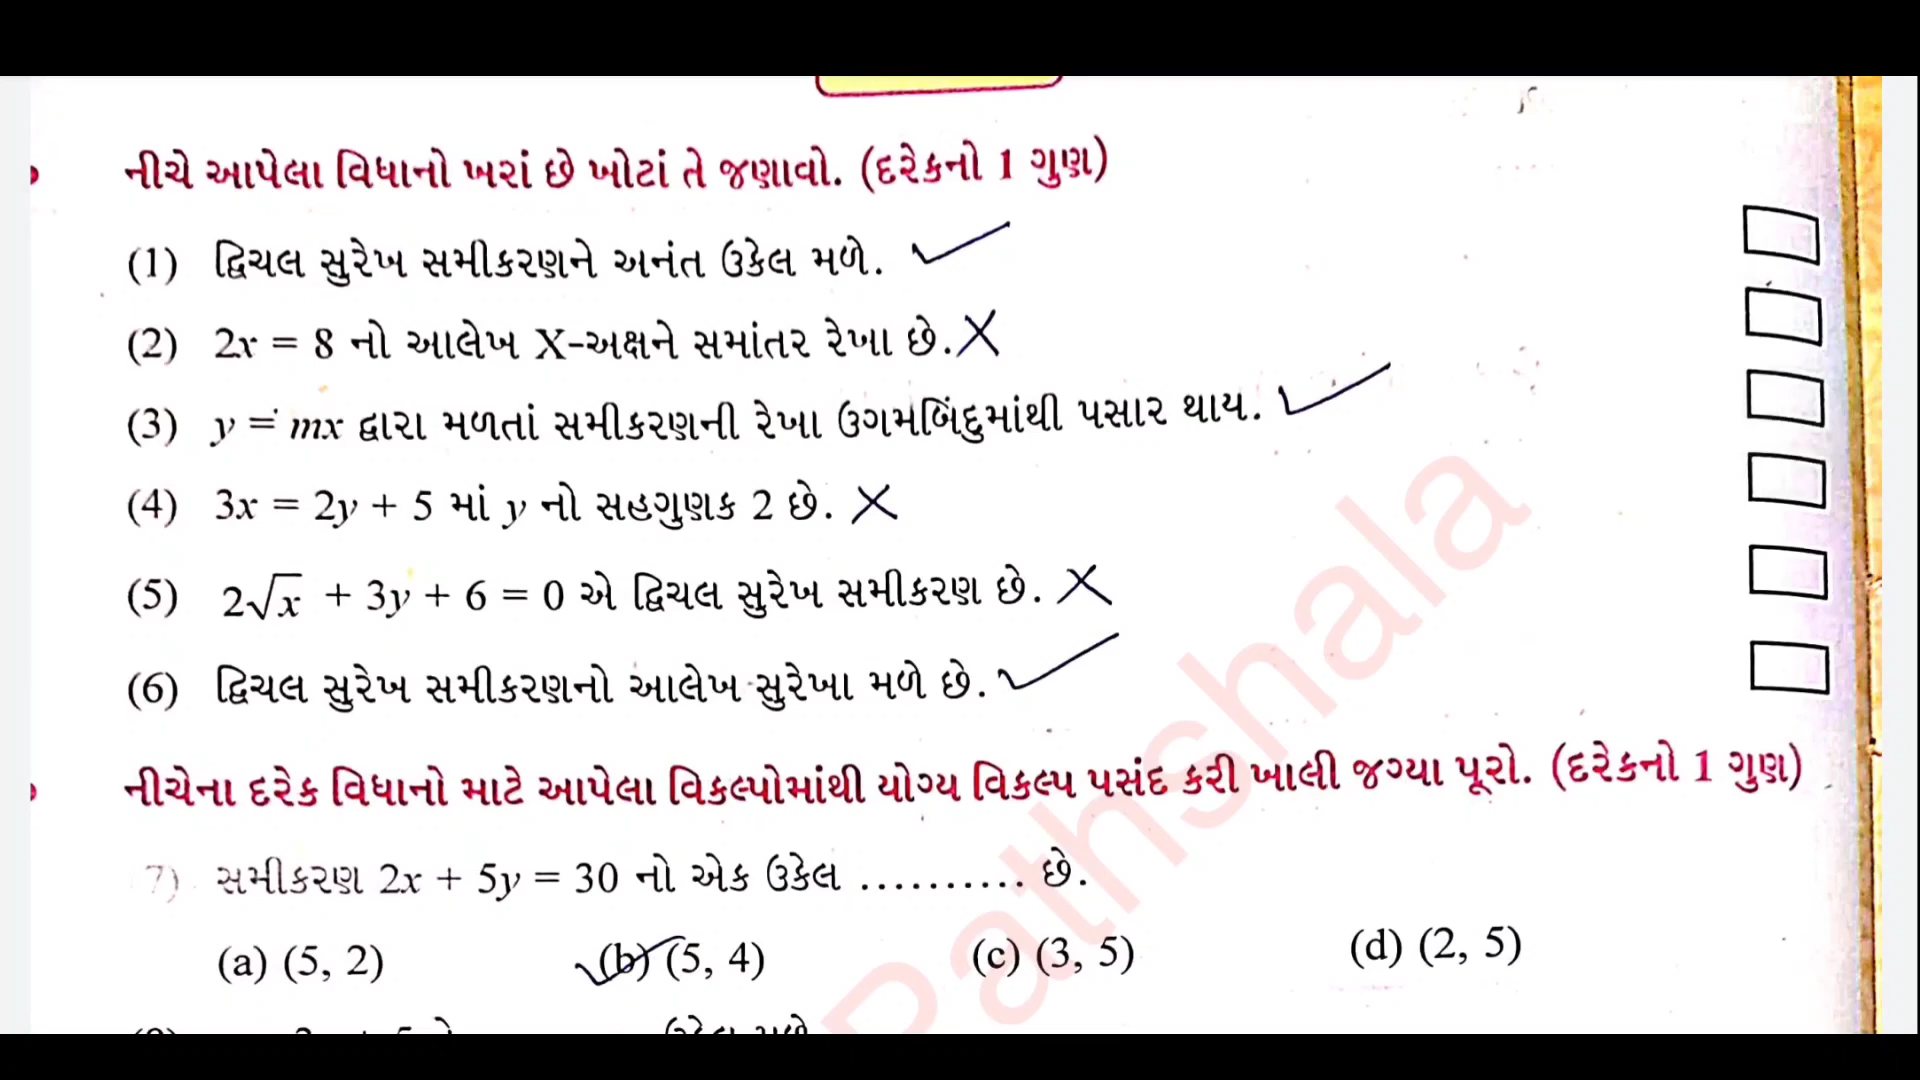 નીચે આપેલા વિધાનો ખરાં છે ખોટાં તે જણાવો. (દરેકનો 1 ગુણ)
(1) દ્વિચલ સુરેખ સમીકરણને અનંત ઉકેલ મળે.
(2) 2x = 8 નો આલેખ X-અક્ષને સમાંતર રેખા છે.
(3) y = mx દ્વારા મળતાં સમીકરણની રેખા ઉગમબિંદુમાંથી પસાર થાય.
(4) 3x = 2y + 5 માં y નો સહગુણક 2 છે.
(5) 2√x + 3y + 6 = 0 એ દ્વિચલ સુરેખ સમીકરણ છે.
(6) દ્વિચલ સુરેખ સમીકરણનો આલેખ સુરેખા મળે છે.
નીચેના દરેક વિધાનો માટે આપેલા વિકલ્પોમાંથી યોગ્ય વિકલ્પ પસંદ કરી ખાલી જગ્યા પૂરો. (દરેકનો 1 ગુણ)
7) સમીકરણ 2x + 5y = 30 નો એક ઉકેલ .......... છે.
(a) (5, 2) (b) (5, 4) (c) (3, 5) (d) (2, 5)
Pathshala